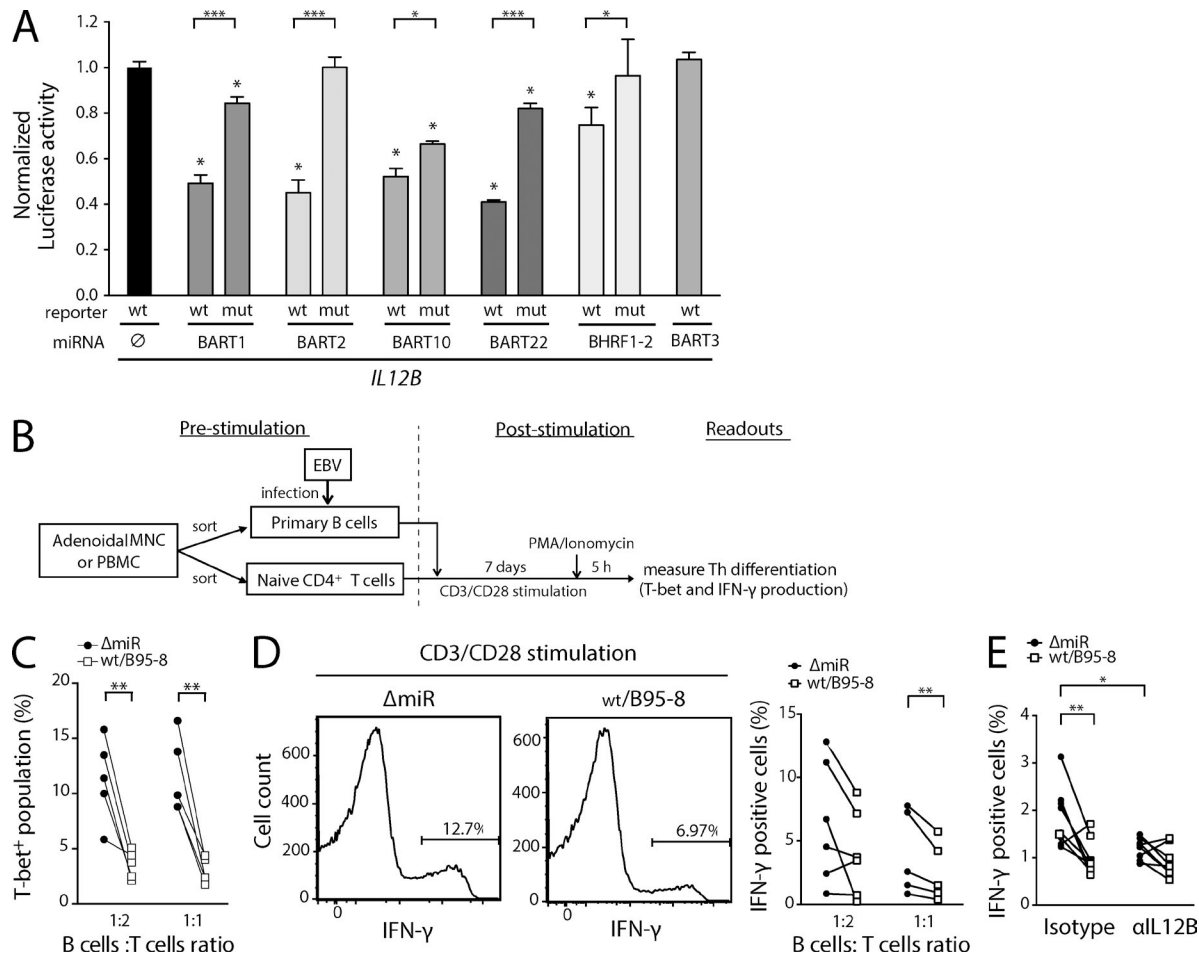 A
Normalized
Luciferase activity
1.2
1.0
0.8
0.6
0.4
0.2
0.0
*** *** * *** *
* * * * * * * *
reporter wt wt mut wt mut wt mut wt mut wt mut wt
miRNA Ø BART1 BART2 BART10 BART22 BHRF1-2 BART3
IL12B
B
Pre-stimulation Post-stimulation Readouts
EBV
infection
sort
Primary B cells
Adenoidal MNC
or PBMC
PMA/Ionomycin
sort
Naive CD4+ T cells
7 days 5 h
CD3/CD28 stimulation
measure Th differentiation
(T-bet and IFN-γ production)
C
ΔmiR
wt/B95-8
** **
T-bet+ population (%)
20
15
10
5
0
1:2 1:1
B cells :T cells ratio
D
CD3/CD28 stimulation
ΔmiR wt/B95-8
Cell count
600
400
200
0
12.7%
0
IFN-γ
600
400
200
0
6.97%
0
IFN-γ
ΔmiR
wt/B95-8
**
IFN-γ positive cells (%)
15
10
5
0
1:2 1:1
B cells: T cells ratio
E
ΔmiR
wt/B95-8
*
**
IFN-γ positive cells (%)
4
3
2
1
0
Isotype αIL12B